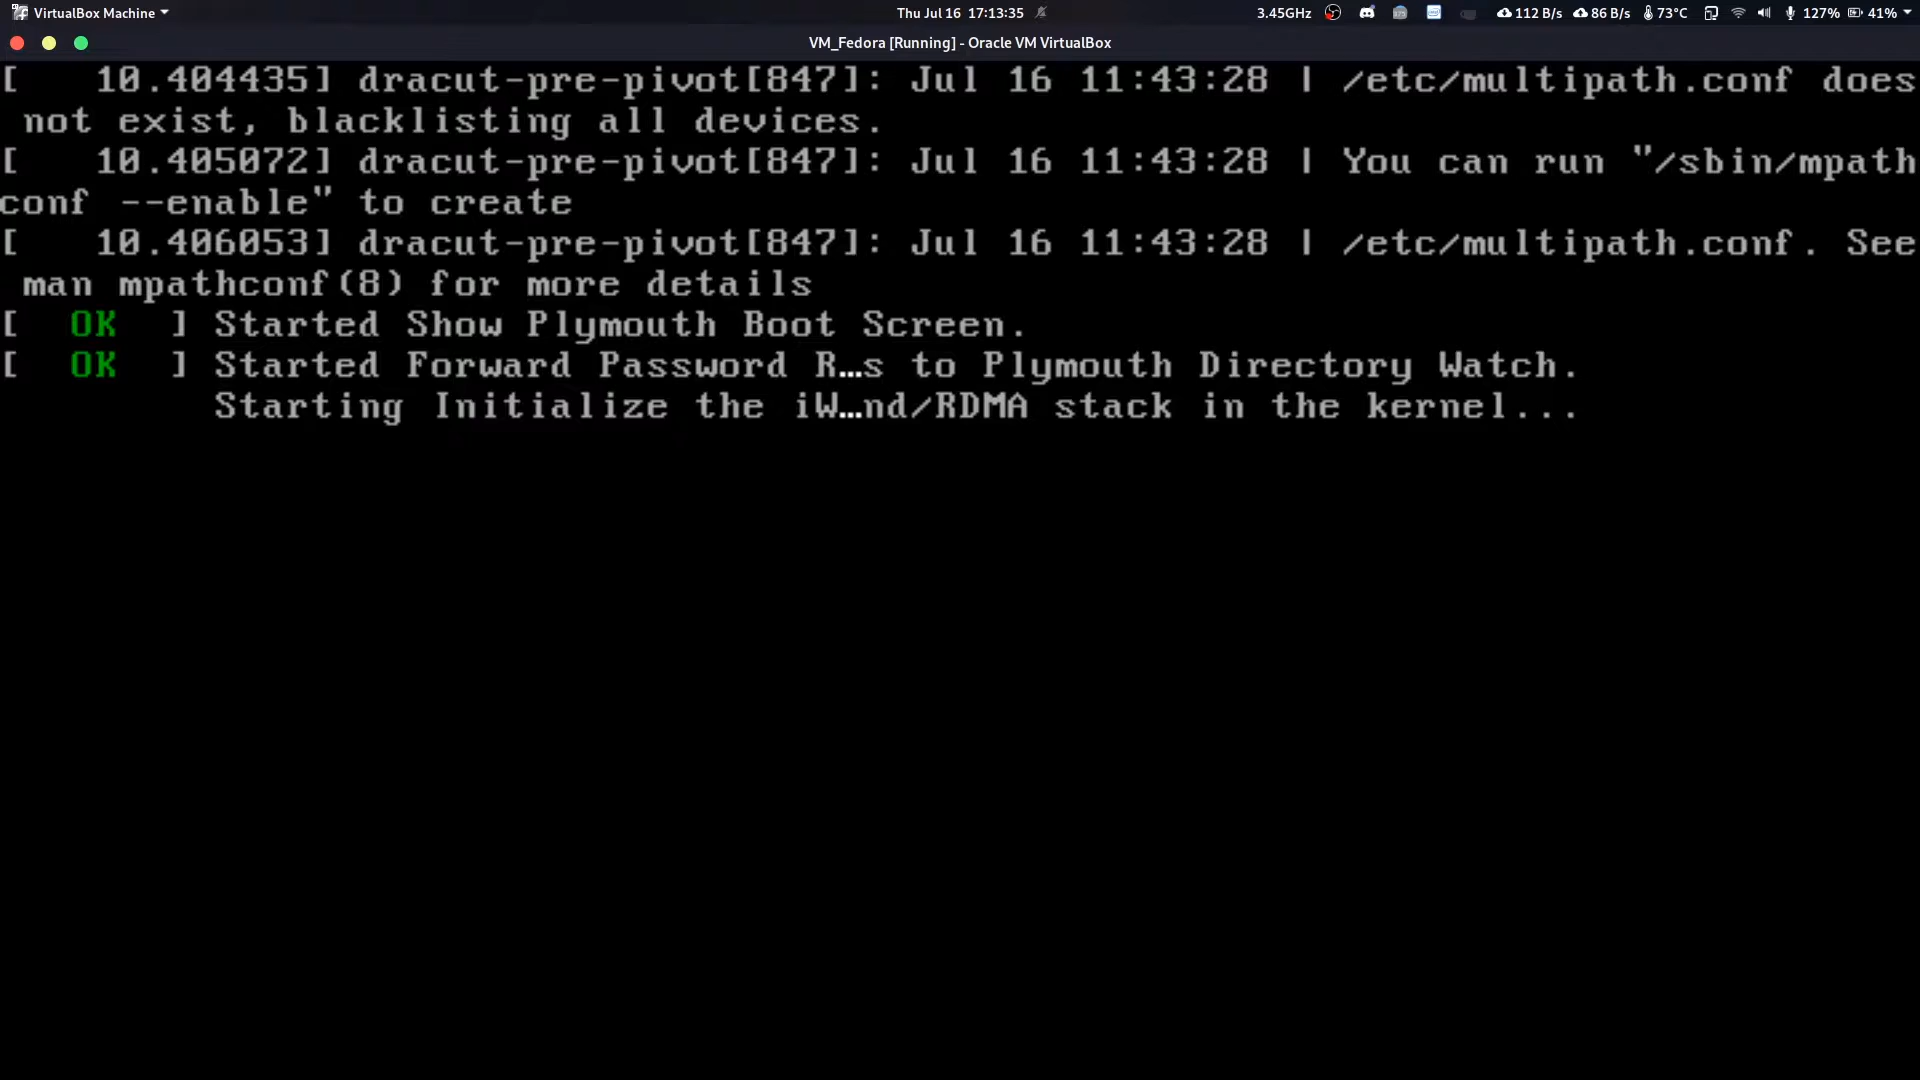 VirtualBox Machine
Thu Jul 16 17:13:35
3.45GHz
112 B/s
86 B/s
73°C
127%
41%
VM_Fedora [Running] - Oracle VM VirtualBox
[   10.404435] dracut-pre-pivot[847]: Jul 16 11:43:28 | /etc/multipath.conf does
not exist, blacklisting all devices.
[   10.405072] dracut-pre-pivot[847]: Jul 16 11:43:28 | You can run "/sbin/mpath
conf --enable" to create
[   10.406053] dracut-pre-pivot[847]: Jul 16 11:43:28 | /etc/multipath.conf. See
man mpathconf(8) for more details
[  OK  ] Started Show Plymouth Boot Screen.
[  OK  ] Started Forward Password R…s to Plymouth Directory Watch.
Starting Initialize the iW…nd/RDMA stack in the kernel...